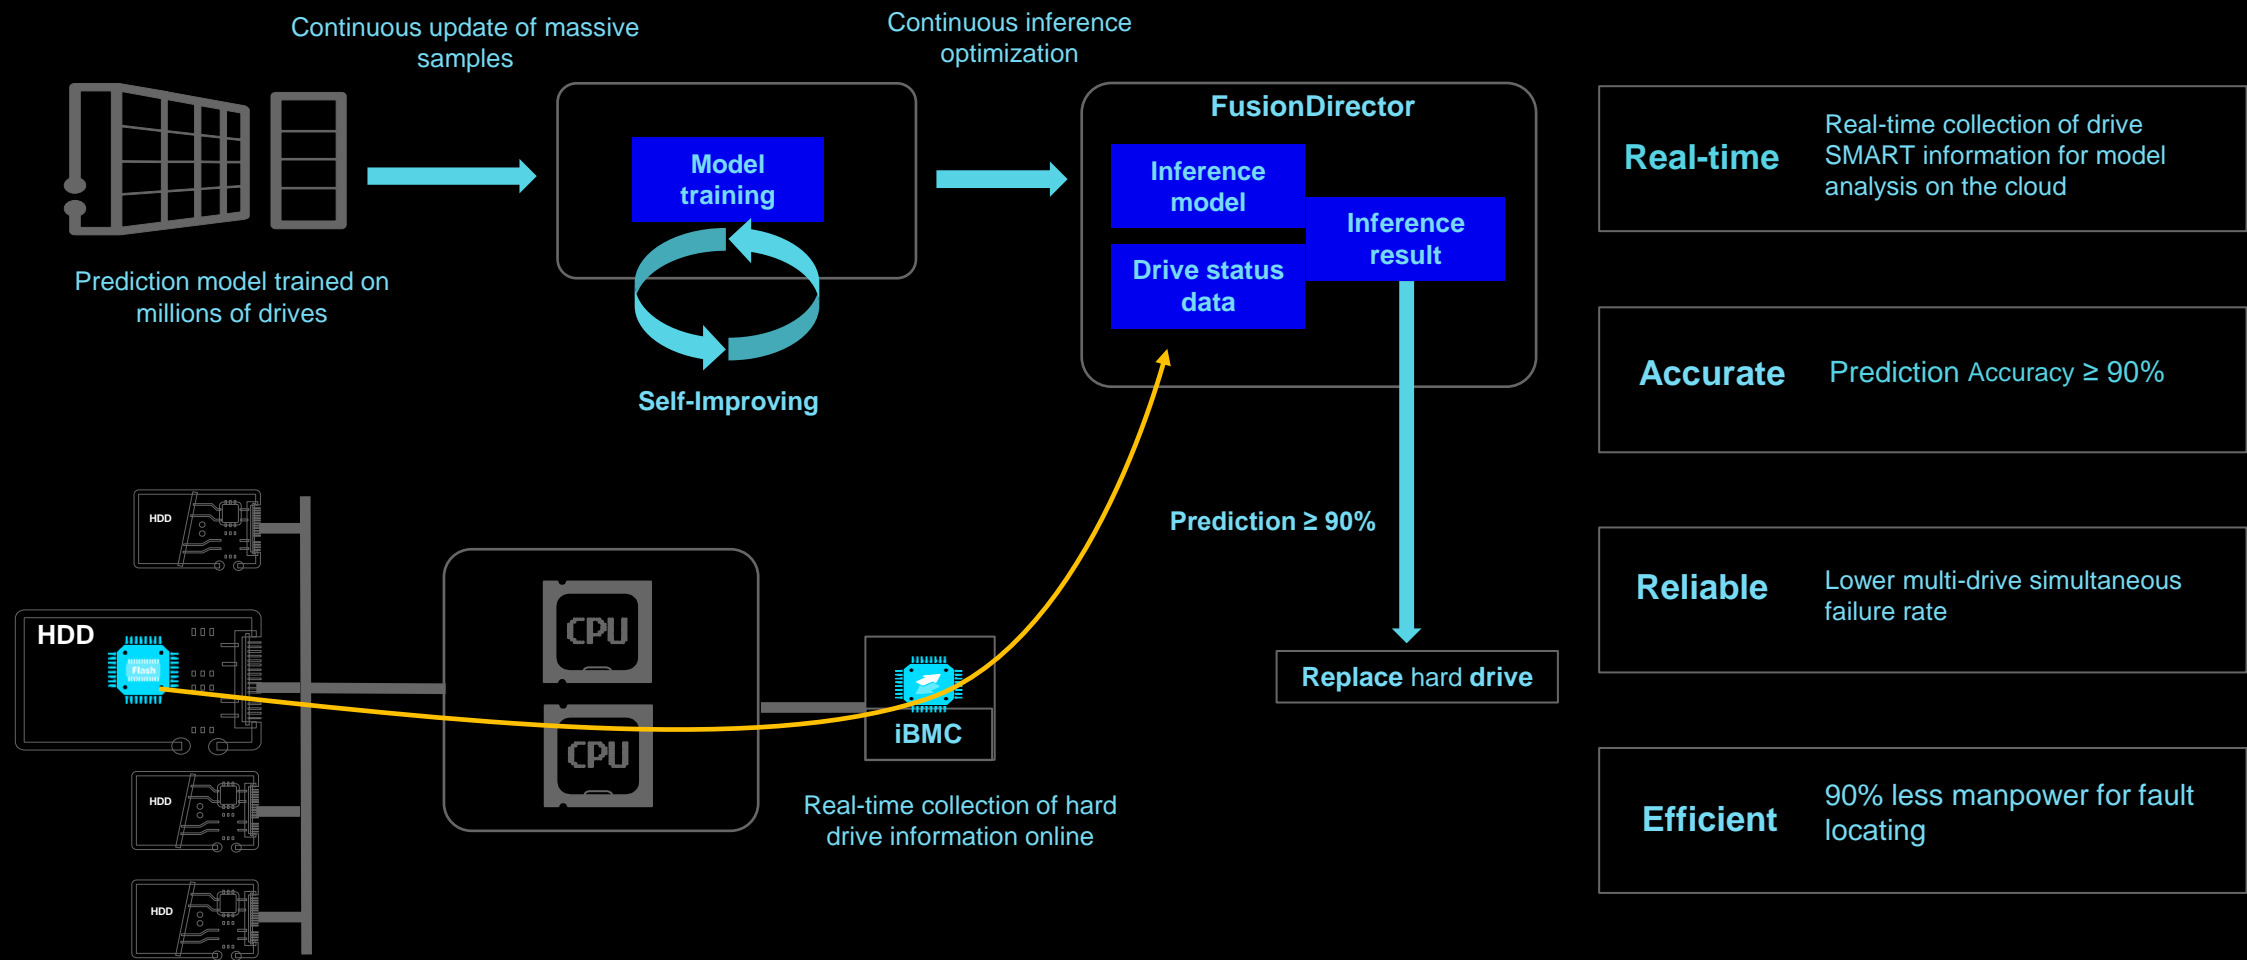 Continuous update of massive
samples
Continuous inference
optimization
Prediction model trained on
millions of drives
Model
training
Self-Improving
FusionDirector
Inference
model
Drive status
data
Inference
result
Prediction ≥ 90%
Replace hard drive
HDD
HDD
Flash
HDD
HDD
CPU
CPU
iBMC
Real-time collection of hard
drive information online
Real-time
Real-time collection of drive
SMART information for model
analysis on the cloud
Accurate
Prediction Accuracy ≥ 90%
Reliable
Lower multi-drive simultaneous
failure rate
Efficient
90% less manpower for fault
locating